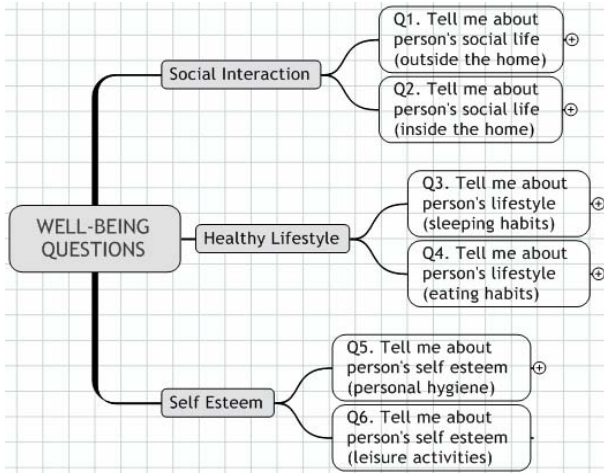 Q1. Tell me about
person's social life
(outside the home)
Social Interaction
Q2. Tell me about
person's social life
(inside the home)
Q3. Tell me about
person's lifestyle
(sleeping habits)
WELL-BEING
QUESTIONS
Healthy Lifestyle
Q4. Tell me about
person's lifestyle
(eating habits)
Q5. Tell me about
person's self esteem
(personal hygiene)
Self Esteem
Q6. Tell me about
person's self esteem
(leisure activities)